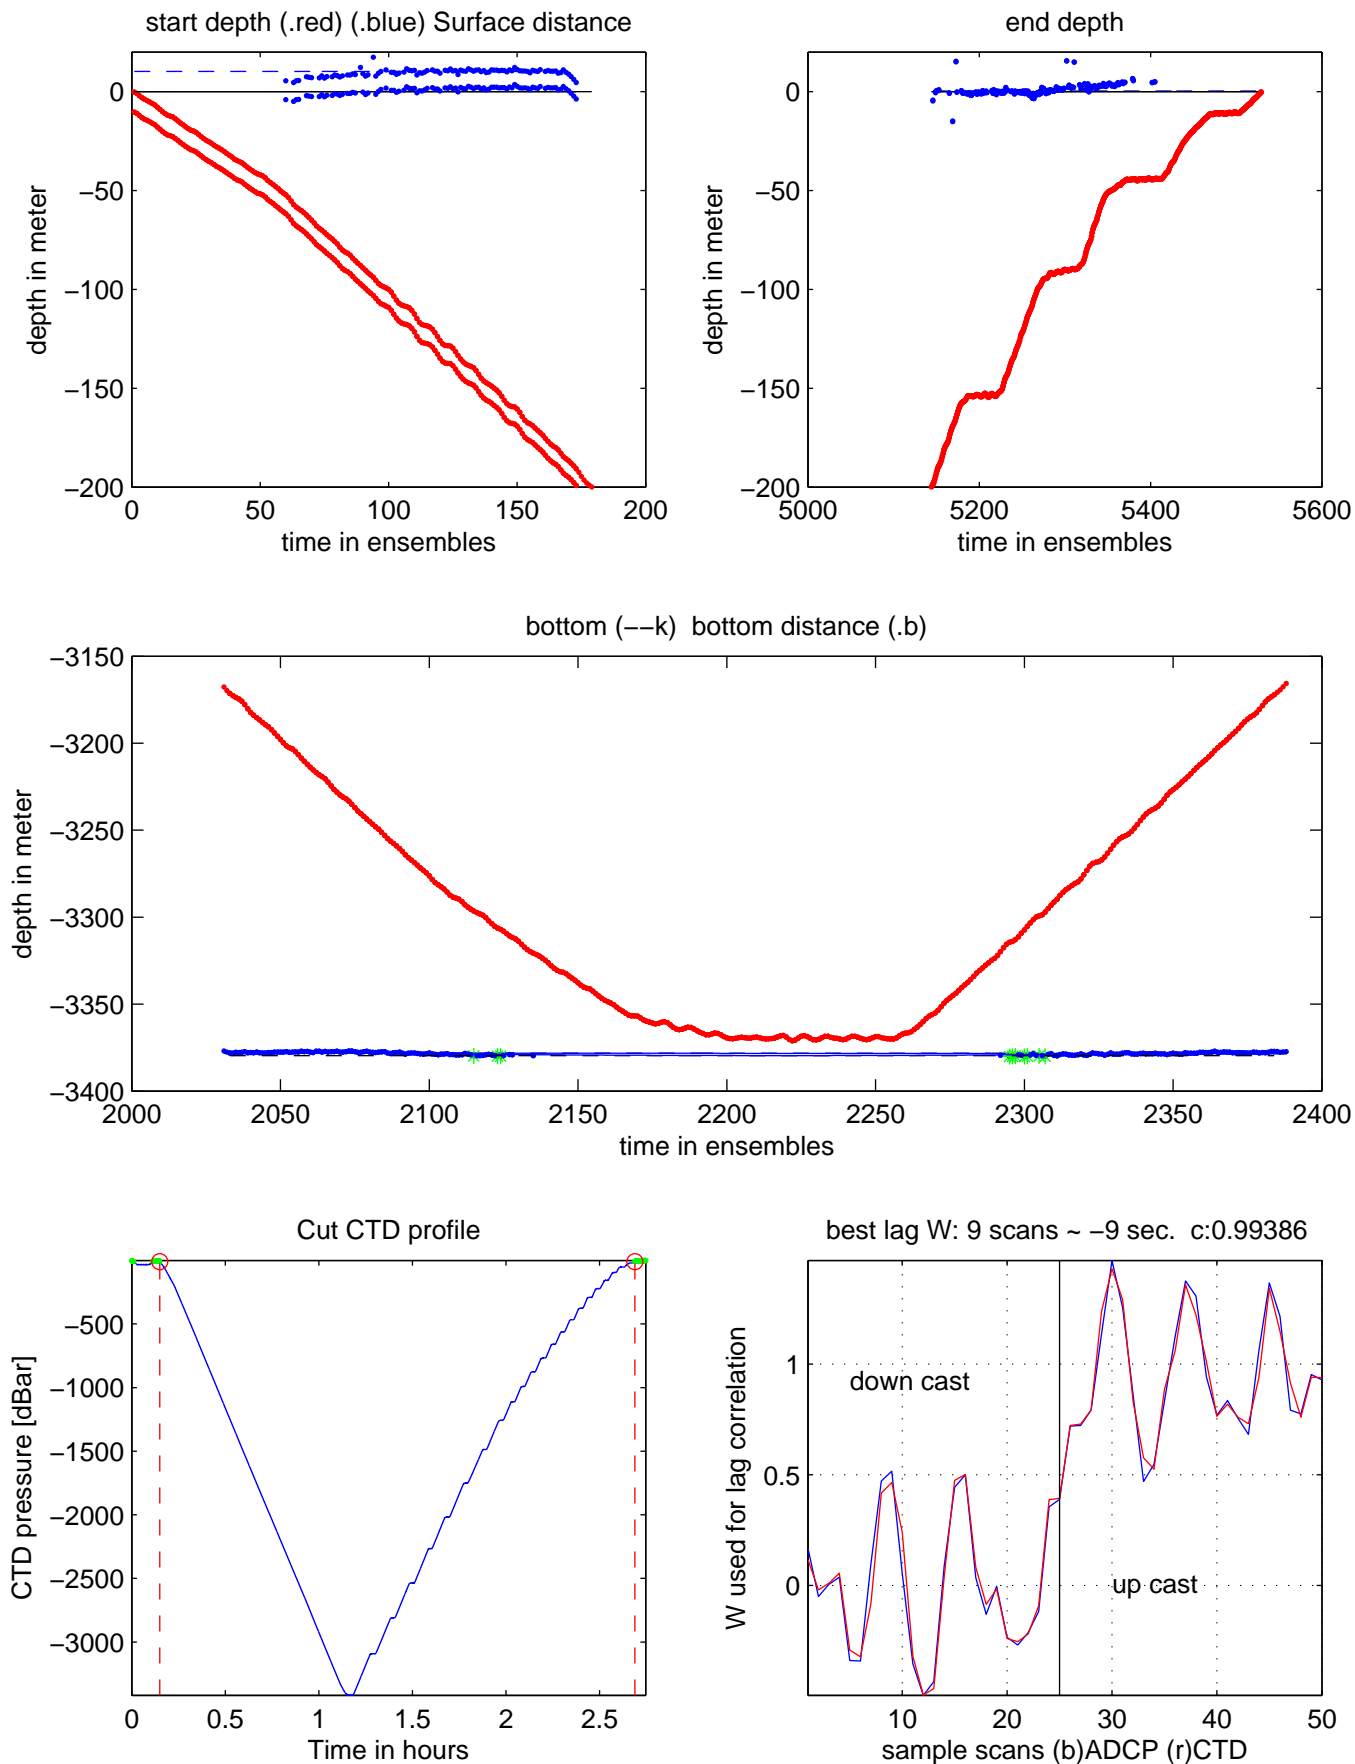 start depth (.red) (.blue) Surface distance
end depth
0
−50
−100
−150
−200
depth in meter
0 50 100 150 200
time in ensembles
0
−50
−100
−150
−200
depth in meter
5000 5200 5400 5600
time in ensembles
bottom (−−k) bottom distance (.b)
−3150
−3200
−3250
−3300
−3350
−3400
depth in meter
2000 2050 2100 2150 2200 2250 2300 2350 2400
time in ensembles
Cut CTD profile
−500
−1000
−1500
−2000
−2500
−3000
CTD pressure [dBar]
0 0.5 1 1.5 2 2.5
Time in hours
best lag W: 9 scans ~ −9 sec. c:0.99386
1
0.5
0
W used for lag correlation
down cast
up cast
10 20 30 40 50
sample scans (b)ADCP (r)CTD